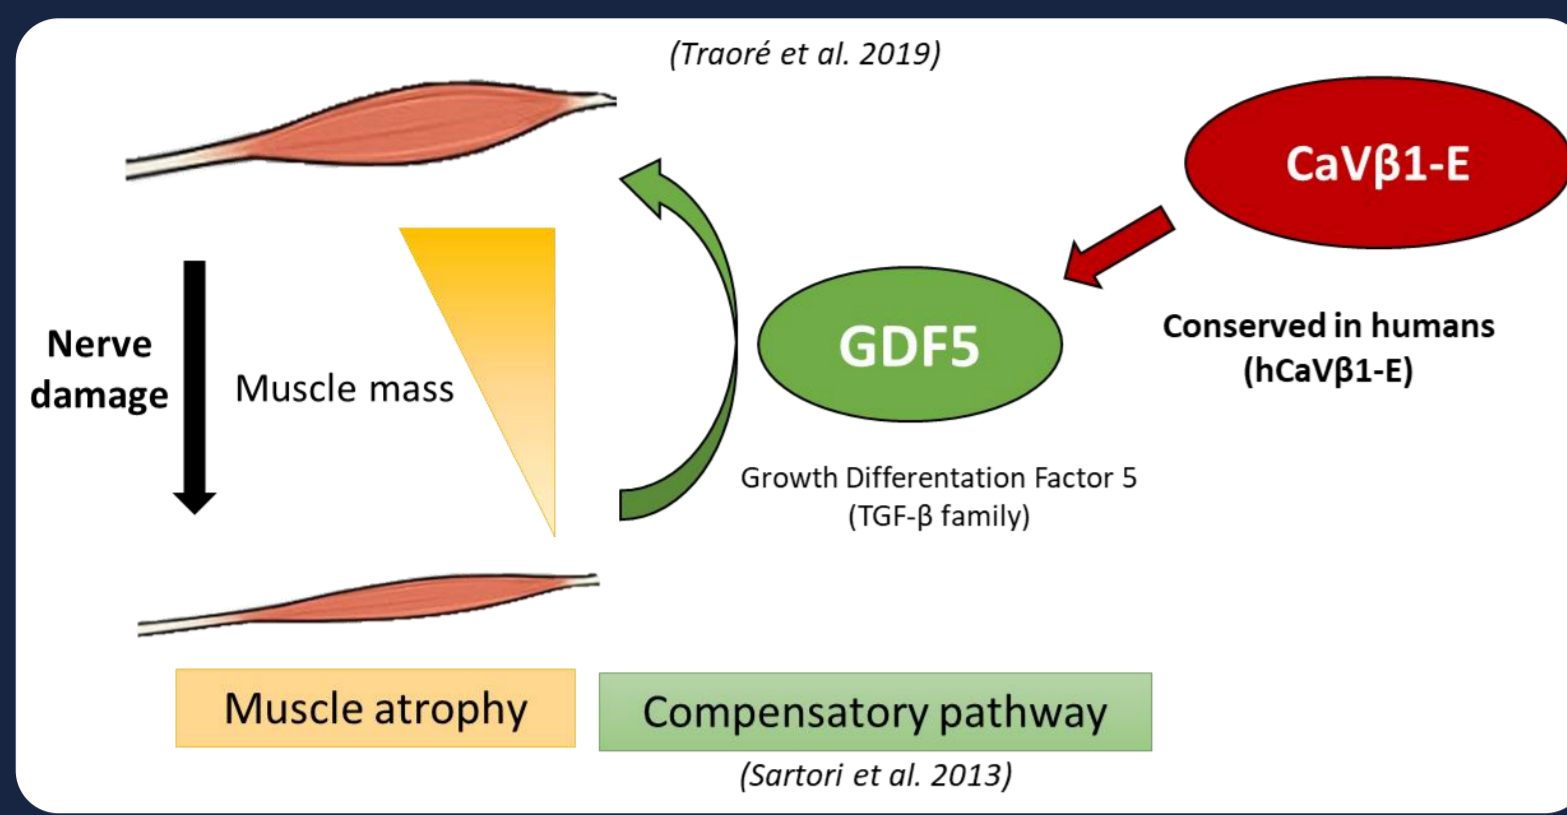 (Traoré et al. 2019)
CaVβ1-E
Nerve
damage
Muscle mass
GDF5
Conserved in humans
(hCaVβ1-E)
Growth Differentation Factor 5
(TGF-β family)
Muscle atrophy
Compensatory pathway
(Sartori et al. 2013)